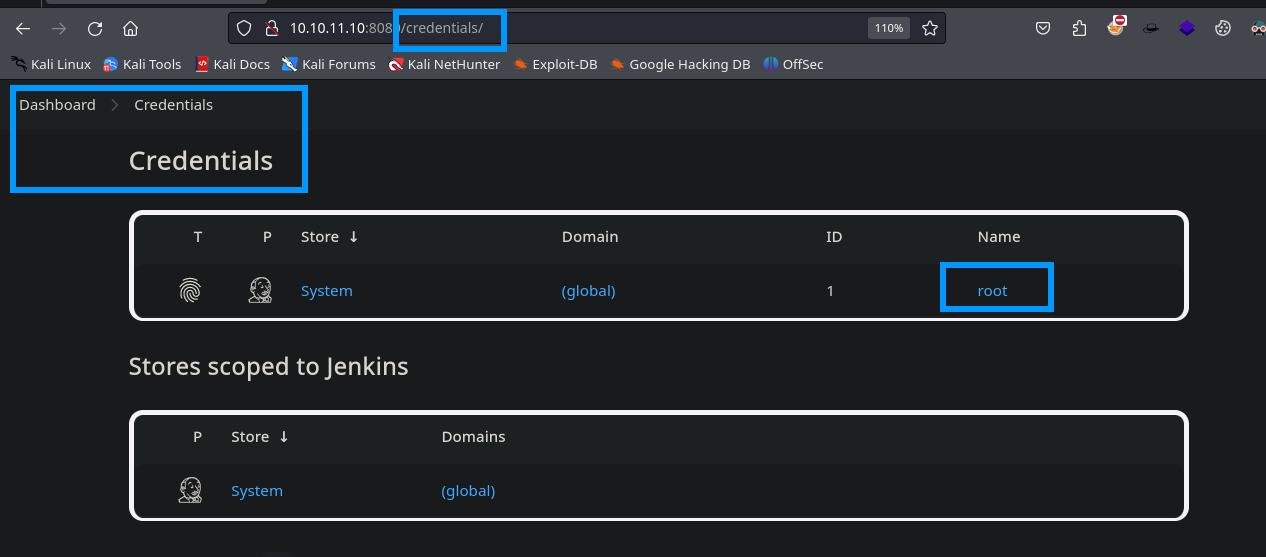 10.10.11.10:808 /credentials/ 110%
Kali Linux Kali Tools Kali Docs Kali Forums Kali NetHunter Exploit-DB Google Hacking DB OffSec
Dashboard Credentials
Credentials
T P Store ↓ Domain ID Name
System (global) 1 root
Stores scoped to Jenkins
P Store ↓ Domains
System (global)